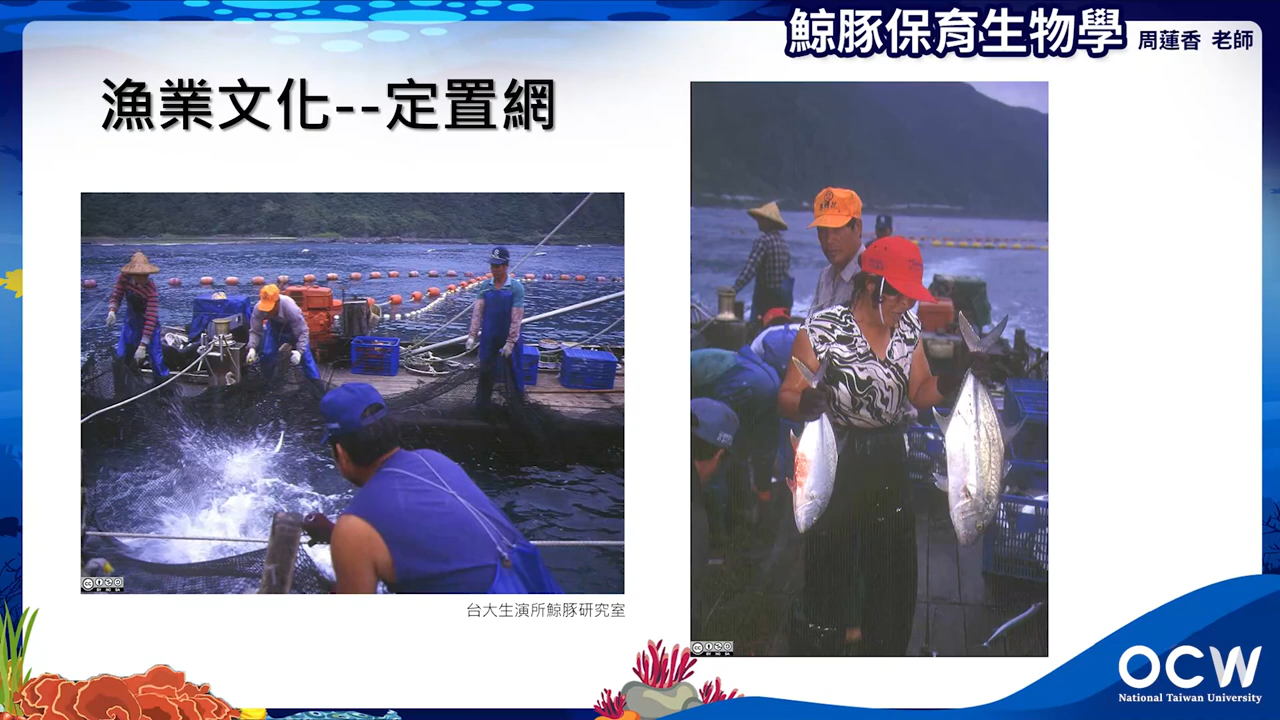 鯨豚保育生物學 周蓮香 老師
漁業文化--定置網
台大生演所鯨豚研究室
OCW
National Taiwan University